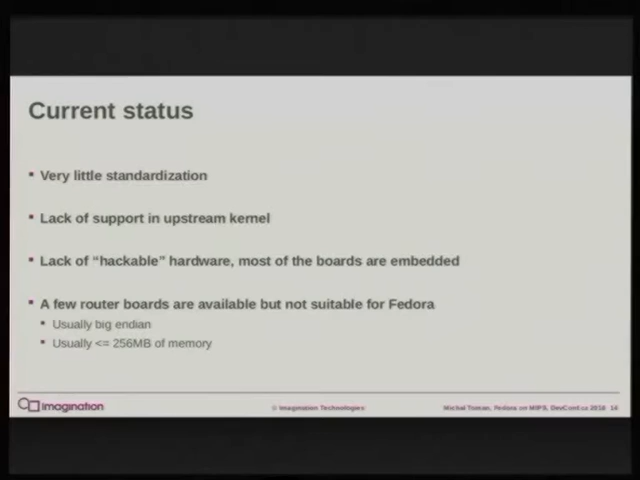 Current status
Very little standardization
Lack of support in upstream kernel
Lack of “hackable” hardware, most of the boards are embedded
A few router boards are available but not suitable for Fedora
Usually big endian
Usually <= 256MB of memory
imagination
© Imagination Technologies
Michal Toman, Fedora on MIPS, DevConf.cz 2016 14